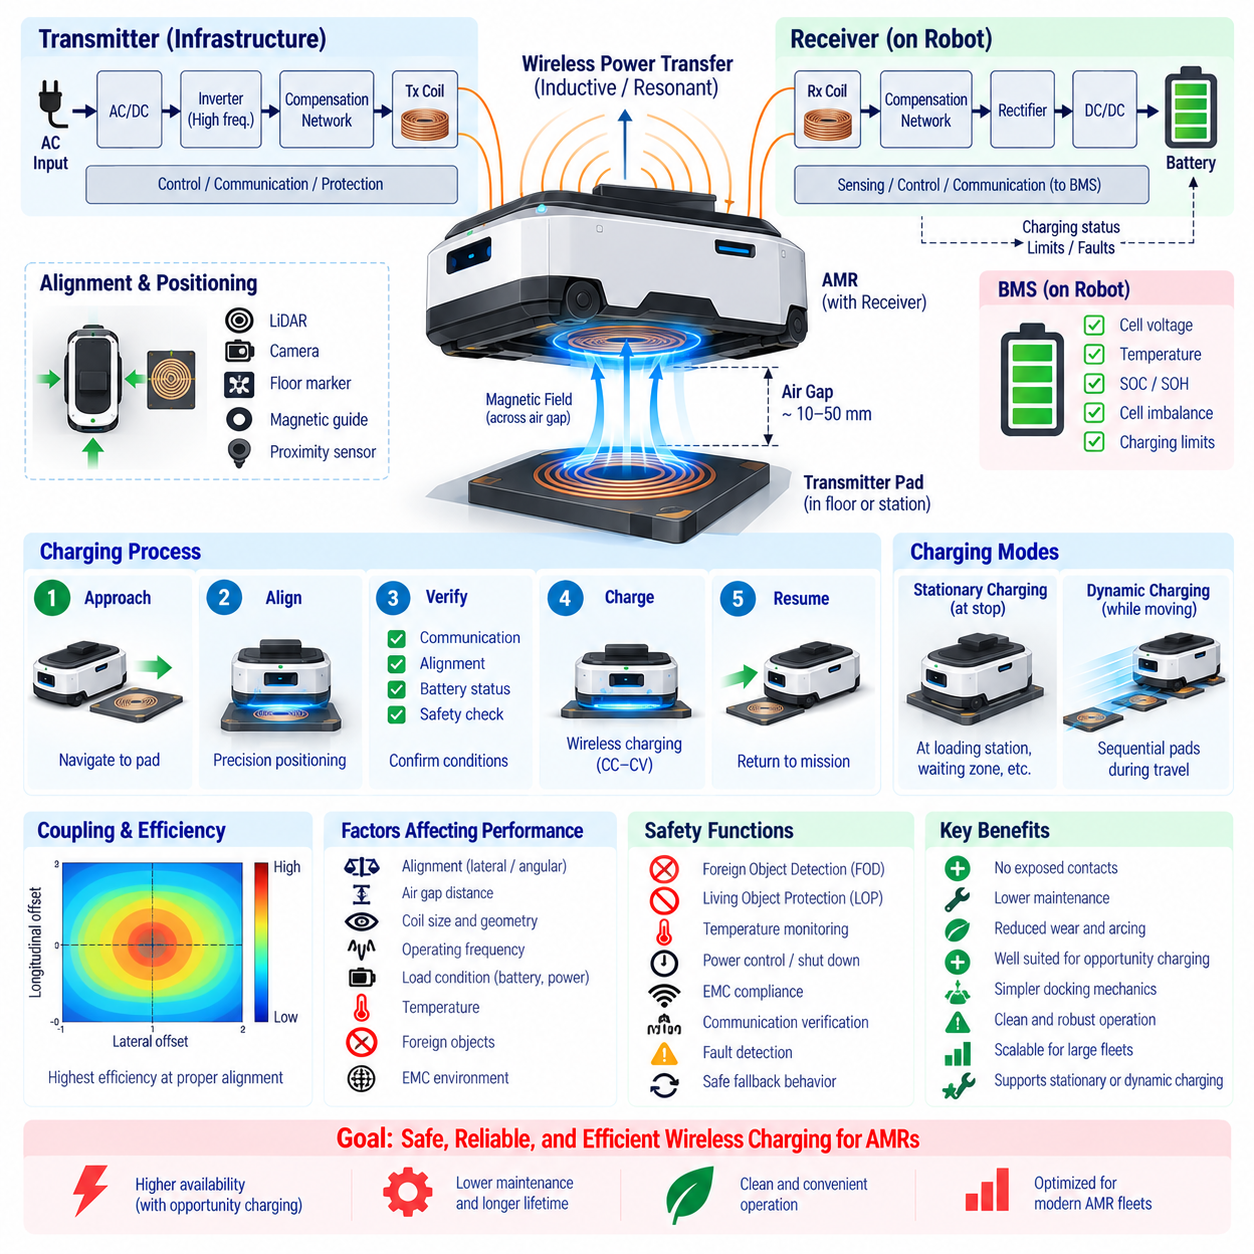 Transmitter (Infrastructure)
AC
Input
AC/DC
Inverter
(High freq.)
Compensation
Network
Tx Coil
Control / Communication / Protection
Wireless Power Transfer
(Inductive / Resonant)
Receiver (on Robot)
Rx Coil
Compensation
Network
Rectifier
DC/DC
Battery
Sensing / Control / Communication (to BMS)
Charging status
Limits / Faults
Alignment & Positioning
LiDAR
Camera
Floor marker
Magnetic guide
Proximity sensor
AMR
(with Receiver)
Magnetic Field
(across air gap)
Air Gap
~ 10–50 mm
Transmitter Pad
(in floor or station)
BMS (on Robot)
Cell voltage
Temperature
SOC / SOH
Cell imbalance
Charging limits
Charging Process
1 Approach
Navigate to pad
2 Align
Precision positioning
3 Verify
Communication
Alignment
Battery status
Safety check
Confirm conditions
4 Charge
Wireless charging
(CC–CV)
5 Resume
Return to mission
Charging Modes
Stationary Charging
(at stop)
At loading station,
waiting zone, etc.
Dynamic Charging
(while moving)
Sequential pads
during travel
Coupling & Efficiency
Longitudinal offset
2
0
-0
-1
1
2
Lateral offset
High
Low
Highest efficiency at proper alignment
Factors Affecting Performance
Alignment (lateral / angular)
Air gap distance
Coil size and geometry
Operating frequency
Load condition (battery, power)
Temperature
Foreign objects
EMC environment
Safety Functions
Foreign Object Detection (FOD)
Living Object Protection (LOP)
Temperature monitoring
Power control / shut down
EMC compliance
Communication verification
Fault detection
Safe fallback behavior
Key Benefits
No exposed contacts
Lower maintenance
Reduced wear and arcing
Well suited for opportunity charging
Simpler docking mechanics
Clean and robust operation
Scalable for large fleets
Supports stationary or dynamic charging
Goal: Safe, Reliable, and Efficient Wireless Charging for AMRs
Higher availability
(with opportunity charging)
Lower maintenance
and longer lifetime
Clean and convenient
operation
Optimized for
modern AMR fleets